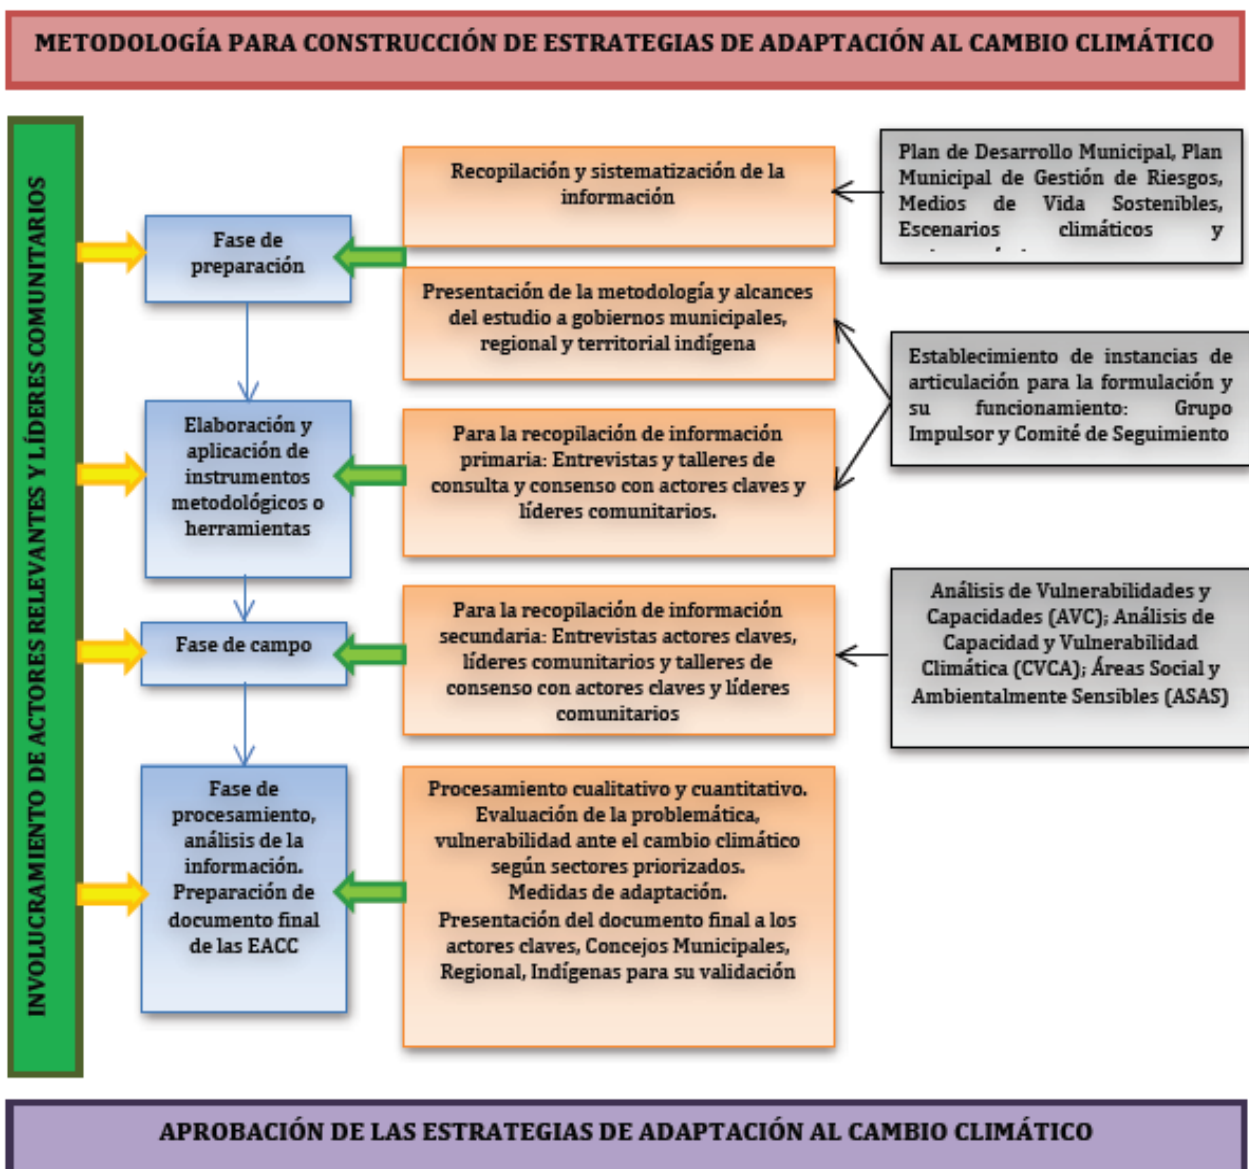 METODOLOGÍA PARA CONSTRUCCIÓN DE ESTRATEGIAS DE ADAPTACIÓN AL CAMBIO CLIMÁTICO
INVOLUCRAMIENTO DE ACTORES RELEVANTES Y LÍDERES COMUNITARIOS
Fase de
preparación
Recopilación y sistematización de la
información
Plan de Desarrollo Municipal, Plan
Municipal de Gestión de Riesgos,
Medios de Vida Sostenibles,
Escenarios climáticos y
Presentación de la metodología y alcances
del estudio a gobiernos municipales,
regional y territorial indígena
Establecimiento de instancias de
articulación para la formulación y
su funcionamiento: Grupo
Impulsor y Comité de Seguimiento
Elaboración y
aplicación de
instrumentos
metodológicos o
herramientas
Para la recopilación de información
primaria: Entrevistas y talleres de
consulta y consenso con actores claves y
líderes comunitarios.
Fase de campo
Para la recopilación de información
secundaria: Entrevistas actores claves,
líderes comunitarios y talleres de
consenso con actores claves y líderes
comunitarios
Análisis de Vulnerabilidades y
Capacidades (AVC); Análisis de
Capacidad y Vulnerabilidad
Climática (CVCA); Áreas Social y
Ambientalmente Sensibles (ASAS)
Fase de
procesamiento,
análisis de la
información.
Preparación de
documento final
de las EACC
Procesamiento cualitativo y cuantitativo.
Evaluación de la problemática,
vulnerabilidad ante el cambio climático
según sectores priorizados.
Medidas de adaptación.
Presentación del documento final a los
actores claves, Concejos Municipales,
Regional, Indígenas para su validación
APROBACIÓN DE LAS ESTRATEGIAS DE ADAPTACIÓN AL CAMBIO CLIMÁTICO